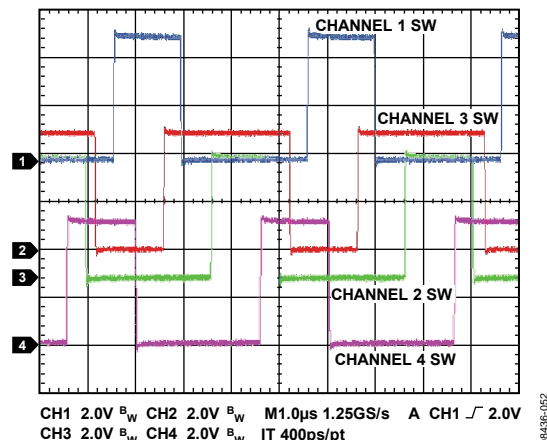 CHANNEL 1 SW
CHANNEL 3 SW
1
2
3
CHANNEL 2 SW
4
CHANNEL 4 SW
CH1 2.0V BW CH2 2.0V BW M1.0µs 1.25GS/s A CH1 2.0V
CH3 2.0V BW CH4 2.0V BW IT 400ps/pt
8436-052